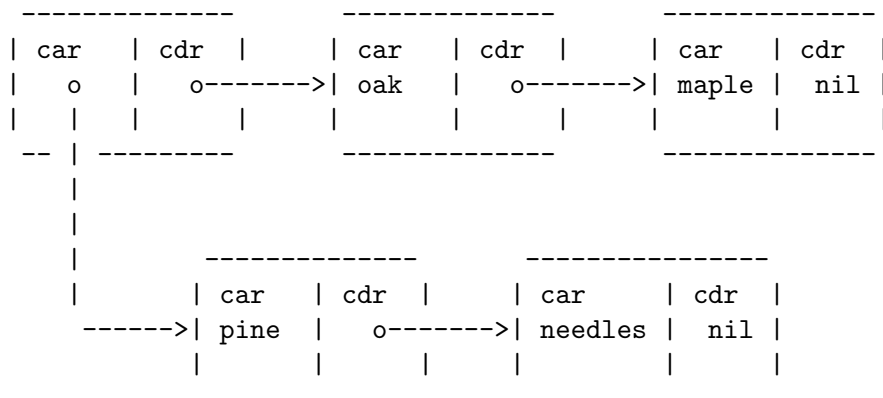 --------------       --------------       --------------
| car   | cdr  |     | car   | cdr  |     | car   | cdr  |
|   o   |   o------->| oak   |   o------->| maple |  nil |
|   |   |      |     |       |      |     |       |      |
 -- | ---------       --------------       --------------
    |
    |
    |        --------------       ----------------
    |       | car   | cdr  |     | car     | cdr  |
     ------>| pine  |   o------->| needles |  nil |
            |       |      |     |         |      |